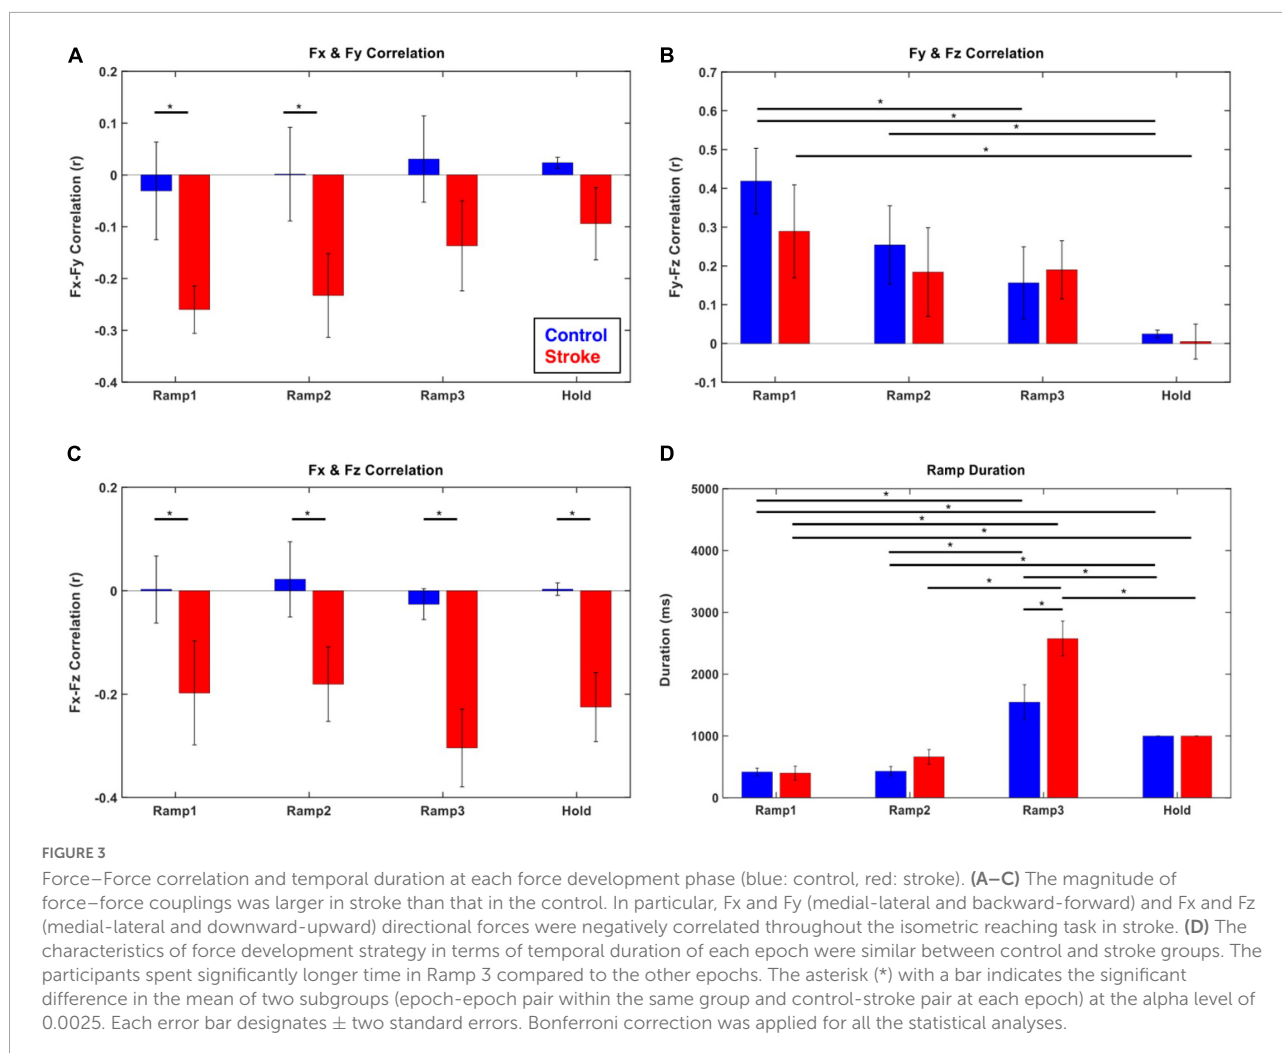 A
Fx & Fy Correlation
0.2
0.1
0
-0.1
-0.2
-0.3
-0.4
Fx-Fy Correlation (r)
* *
Control
Stroke
Ramp1 Ramp2 Ramp3 Hold
B
Fy & Fz Correlation
0.7
0.6
0.5
0.4
0.3
0.2
0.1
0
-0.1
Fy-Fz Correlation (r)
*
*
*
*
Ramp1 Ramp2 Ramp3 Hold
C
Fx & Fz Correlation
0.2
0
-0.2
-0.4
Fx-Fz Correlation (r)
* * * *
Ramp1 Ramp2 Ramp3 Hold
D
Ramp Duration
5000
4000
3000
2000
1000
0
Duration (ms)
*
*
*
*
*
*
*
*
*
*
Ramp1 Ramp2 Ramp3 Hold
FIGURE 3
Force–Force correlation and temporal duration at each force development phase (blue: control, red: stroke). (A–C) The magnitude of
force–force couplings was larger in stroke than that in the control. In particular, Fx and Fy (medial-lateral and backward-forward) and Fx and Fz
(medial-lateral and downward-upward) directional forces were negatively correlated throughout the isometric reaching task in stroke. (D) The
characteristics of force development strategy in terms of temporal duration of each epoch were similar between control and stroke groups. The
participants spent significantly longer time in Ramp 3 compared to the other epochs. The asterisk (*) with a bar indicates the significant
difference in the mean of two subgroups (epoch-epoch pair within the same group and control-stroke pair at each epoch) at the alpha level of
0.0025. Each error bar designates ± two standard errors. Bonferroni correction was applied for all the statistical analyses.